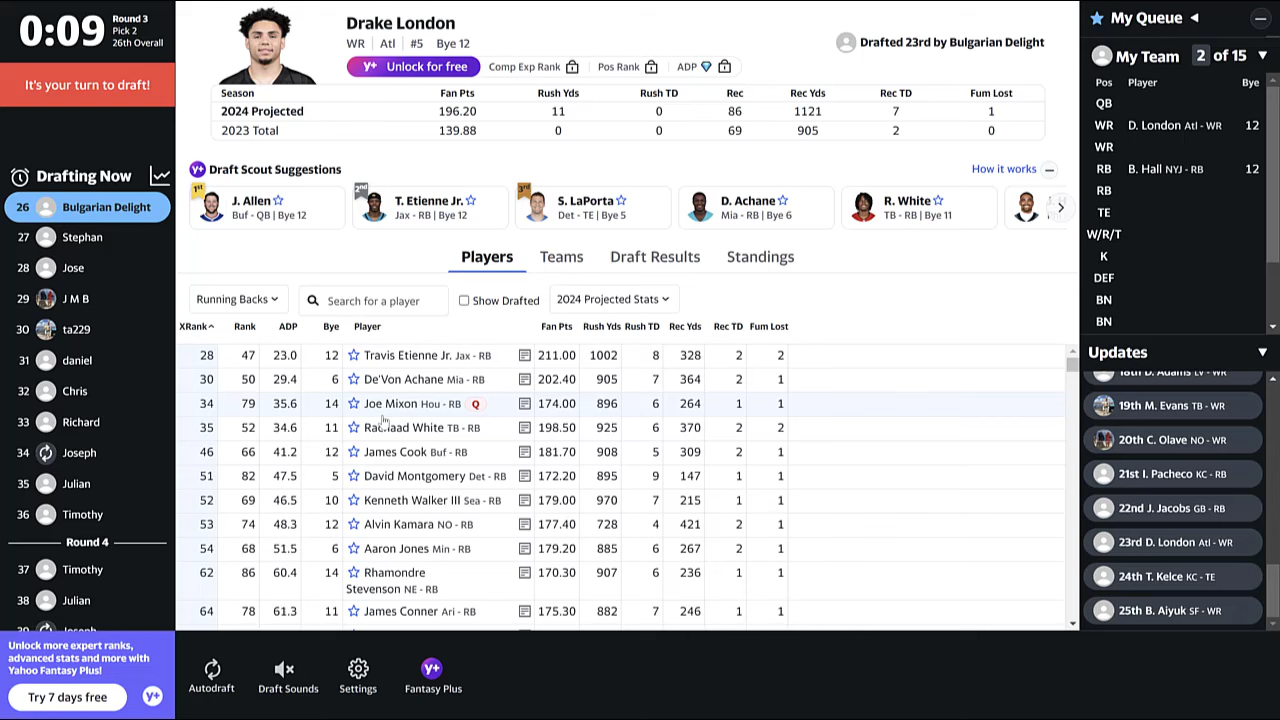 0:09
Round 3
Pick 2
26th Overall
It's your turn to draft!
Drafting Now
26 Bulgarian Delight
27 Stephan
28 Jose
29 J M B
30 ta229
31 daniel
32 Chris
33 Richard
34 Joseph
35 Julian
36 Timothy
Round 4
37 Timothy
38 Julian
Unlock more expert ranks,
advanced stats and more with
Yahoo Fantasy Plus!
Try 7 days free
y+
Drake London
WR Atl #5 Bye 12
y+ Unlock for free Comp Exp Rank Pos Rank ADP
Drafted 23rd by Bulgarian Delight
Season Fan Pts Rush Yds Rush TD Rec Rec Yds Rec TD Fum Lost
2024 Projected 196.20 11 0 86 1121 7 1
2023 Total 139.88 0 0 69 905 2 0
y+ Draft Scout Suggestions How it works
1st J. Allen Buf - QB | Bye 12
2nd T. Etienne Jr. Jax - RB | Bye 12
3rd S. LaPorta Det - TE | Bye 5
D. Achane Mia - RB | Bye 6
R. White TB - RB | Bye 11
Players Teams Draft Results Standings
Running Backs Search for a player Show Drafted 2024 Projected Stats
XRank Rank ADP Bye Player Fan Pts Rush Yds Rush TD Rec Yds Rec TD Fum Lost
28 47 23.0 12 Travis Etienne Jr. Jax - RB 211.00 1002 8 328 2 2
30 50 29.4 6 De'Von Achane Mia - RB 202.40 905 7 364 2 1
34 79 35.6 14 Joe Mixon Hou - RB Q 174.00 896 6 264 1 1
35 52 34.6 11 Rachaad White TB - RB 198.50 925 6 370 2 2
46 66 41.2 12 James Cook Buf - RB 181.70 908 5 309 2 1
51 82 47.5 5 David Montgomery Det - RB 172.20 895 9 147 1 1
52 69 46.5 10 Kenneth Walker III Sea - RB 179.00 970 7 215 1 1
53 74 48.3 12 Alvin Kamara NO - RB 177.40 728 4 421 2 1
54 68 51.5 6 Aaron Jones Min - RB 179.20 885 6 267 2 1
62 86 60.4 14 Rhamondre Stevenson NE - RB 170.30 907 6 236 1 1
64 78 61.3 11 James Conner Ari - RB 175.30 882 7 246 1 1
Autodraft
Draft Sounds
Settings
y+
Fantasy Plus
My Queue
My Team 2 of 15
Pos Player Bye
QB
WR D. London Atl - WR 12
WR
RB B. Hall NYJ - RB 12
RB
TE
W/R/T
K
DEF
BN
BN
Updates
18th D. Adams LV - WR
19th M. Evans TB - WR
20th C. Olave NO - WR
21st I. Pacheco KC - RB
22nd J. Jacobs GB - RB
23rd D. London Atl - WR
24th T. Kelce KC - TE
25th B. Aiyuk SF - WR